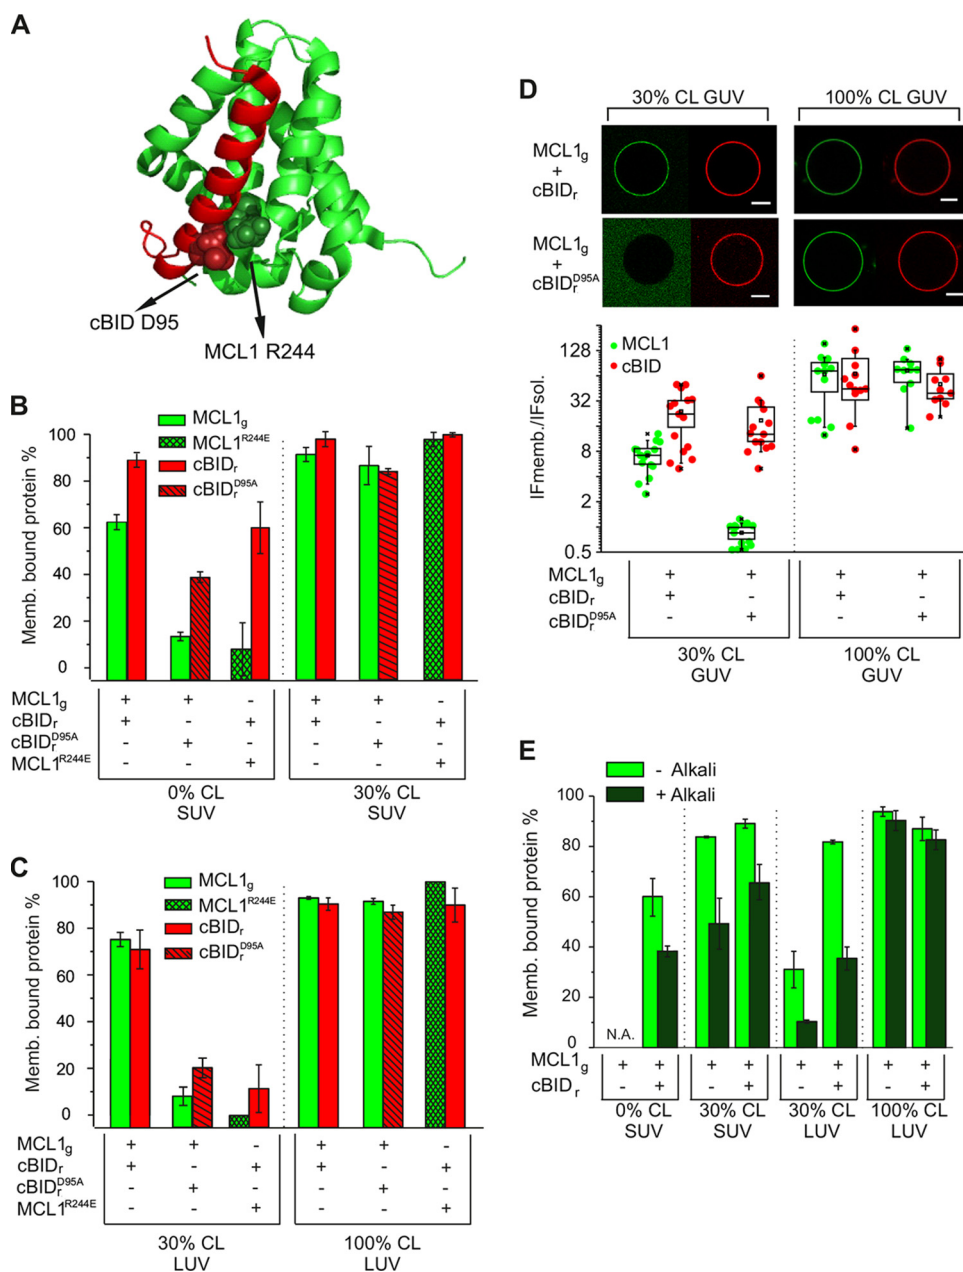 A
cBID D95
MCL1 R244
B
Memb. bound protein %
100
80
60
40
20
0
MCL1g
MCL1R244E
cBIDr
cBIDrD95A
MCL1g + + - + + -
cBIDr + - + + - +
cBIDrD95A - + - - + -
MCL1R244E - - + - - +
0% CL SUV
30% CL SUV
C
Memb. bound protein %
100
80
60
40
20
0
MCL1g
MCL1R244E
cBIDr
cBIDrD95A
MCL1g + + - + + -
cBIDr + - + + - +
cBIDrD95A - + - - + -
MCL1R244E - - + - - +
30% CL LUV
100% CL LUV
D
30% CL GUV
100% CL GUV
MCL1g + cBIDr
MCL1g + cBIDrD95A
IFmemb./IFsol.
128
32
8
2
0.5
MCL1
cBID
MCL1g + + + +
cBIDr + - + -
cBIDrD95A - + - +
30% CL GUV
100% CL GUV
E
Memb. bound protein %
100
80
60
40
20
0
- Alkali
+ Alkali
N.A.
MCL1g + + + + + + + +
cBIDr - + - + - + - +
0% CL SUV
30% CL SUV
30% CL LUV
100% CL LUV